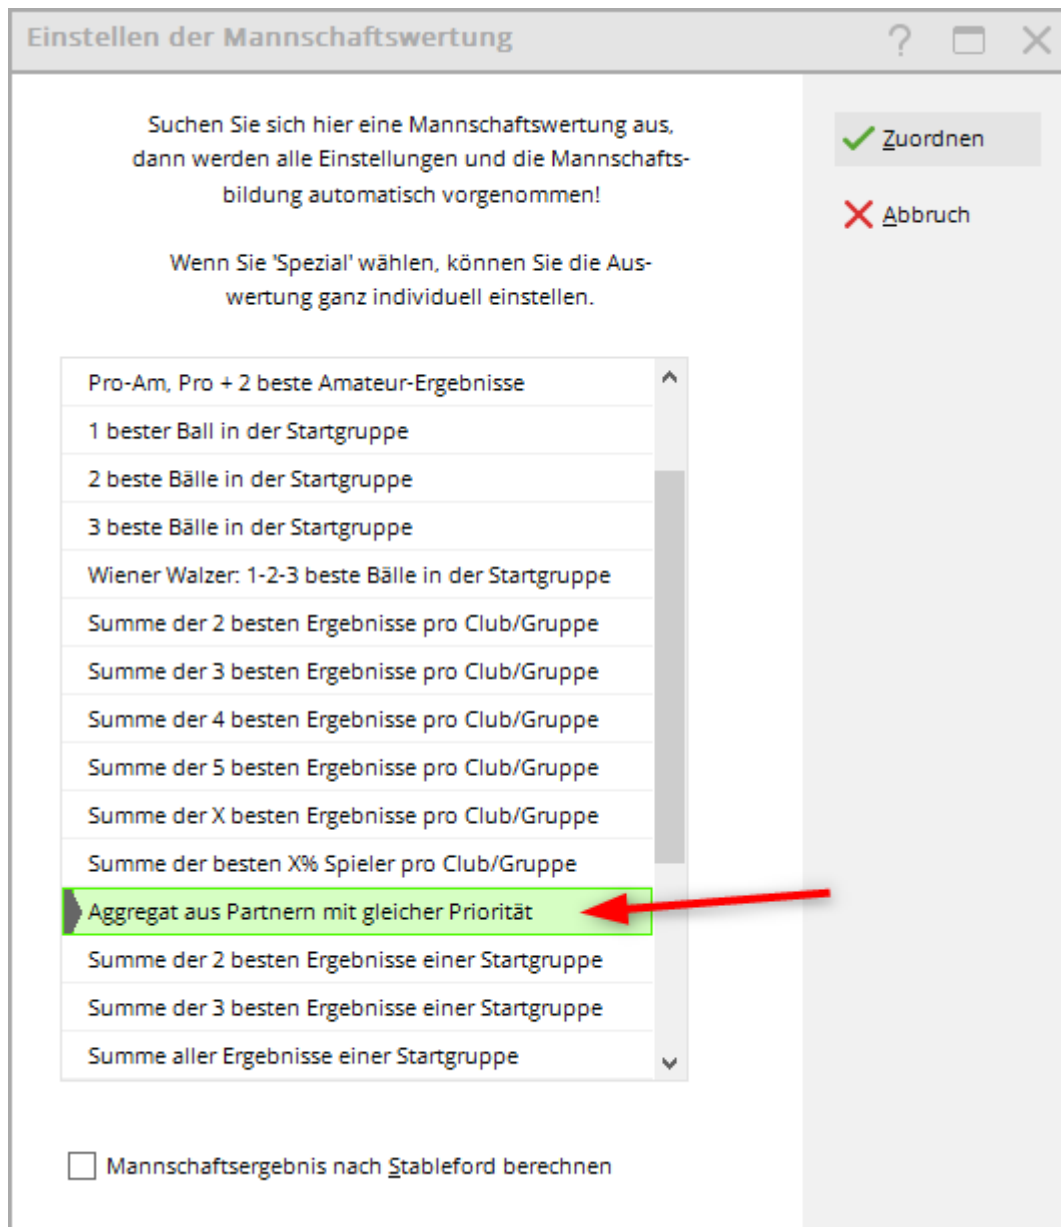 Einstellen der Mannschaftswertung
Suchen Sie sich hier eine Mannschaftswertung aus,
dann werden alle Einstellungen und die Mannschafts-
bildung automatisch vorgenommen!
Wenn Sie 'Spezial' wählen, können Sie die Aus-
wertung ganz individuell einstellen.
Zuordnen
Abbruch
Pro-Am, Pro + 2 beste Amateur-Ergebnisse
1 bester Ball in der Startgruppe
2 beste Bälle in der Startgruppe
3 beste Bälle in der Startgruppe
Wiener Walzer: 1-2-3 beste Bälle in der Startgruppe
Summe der 2 besten Ergebnisse pro Club/Gruppe
Summe der 3 besten Ergebnisse pro Club/Gruppe
Summe der 4 besten Ergebnisse pro Club/Gruppe
Summe der 5 besten Ergebnisse pro Club/Gruppe
Summe der X besten Ergebnisse pro Club/Gruppe
Summe der besten X% Spieler pro Club/Gruppe
Aggregat aus Partnern mit gleicher Priorität
Summe der 2 besten Ergebnisse einer Startgruppe
Summe der 3 besten Ergebnisse einer Startgruppe
Summe aller Ergebnisse einer Startgruppe
Mannschaftsergebnis nach Stableford berechnen